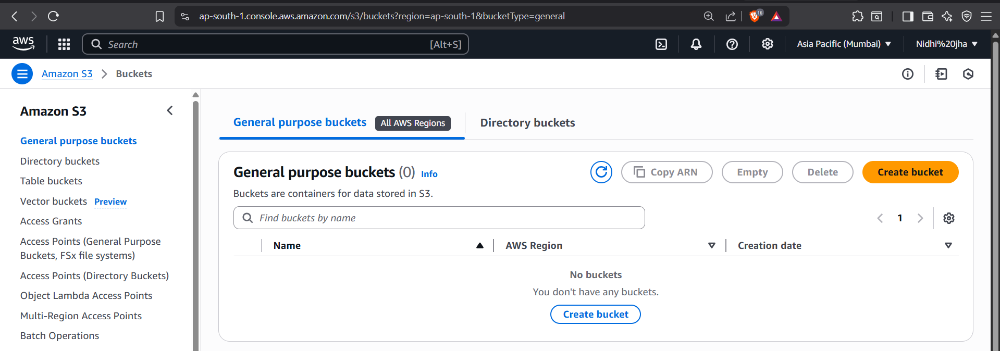 ap-south-1.console.aws.amazon.com/s3/buckets?region=ap-south-1&bucketType=general
16
aws
Search
[Alt+S]
Asia Pacific (Mumbai)
Nidhi%20jha
Amazon S3
Buckets
Amazon S3
General purpose buckets
Directory buckets
Table buckets
Vector buckets Preview
Access Grants
Access Points (General Purpose
Buckets, FSx file systems)
Access Points (Directory Buckets)
Object Lambda Access Points
Multi-Region Access Points
Batch Operations
General purpose buckets All AWS Regions
Directory buckets
General purpose buckets (0) Info
Copy ARN
Empty
Delete
Create bucket
Buckets are containers for data stored in S3.
Find buckets by name
1
Name
AWS Region
Creation date
No buckets
You don't have any buckets.
Create bucket